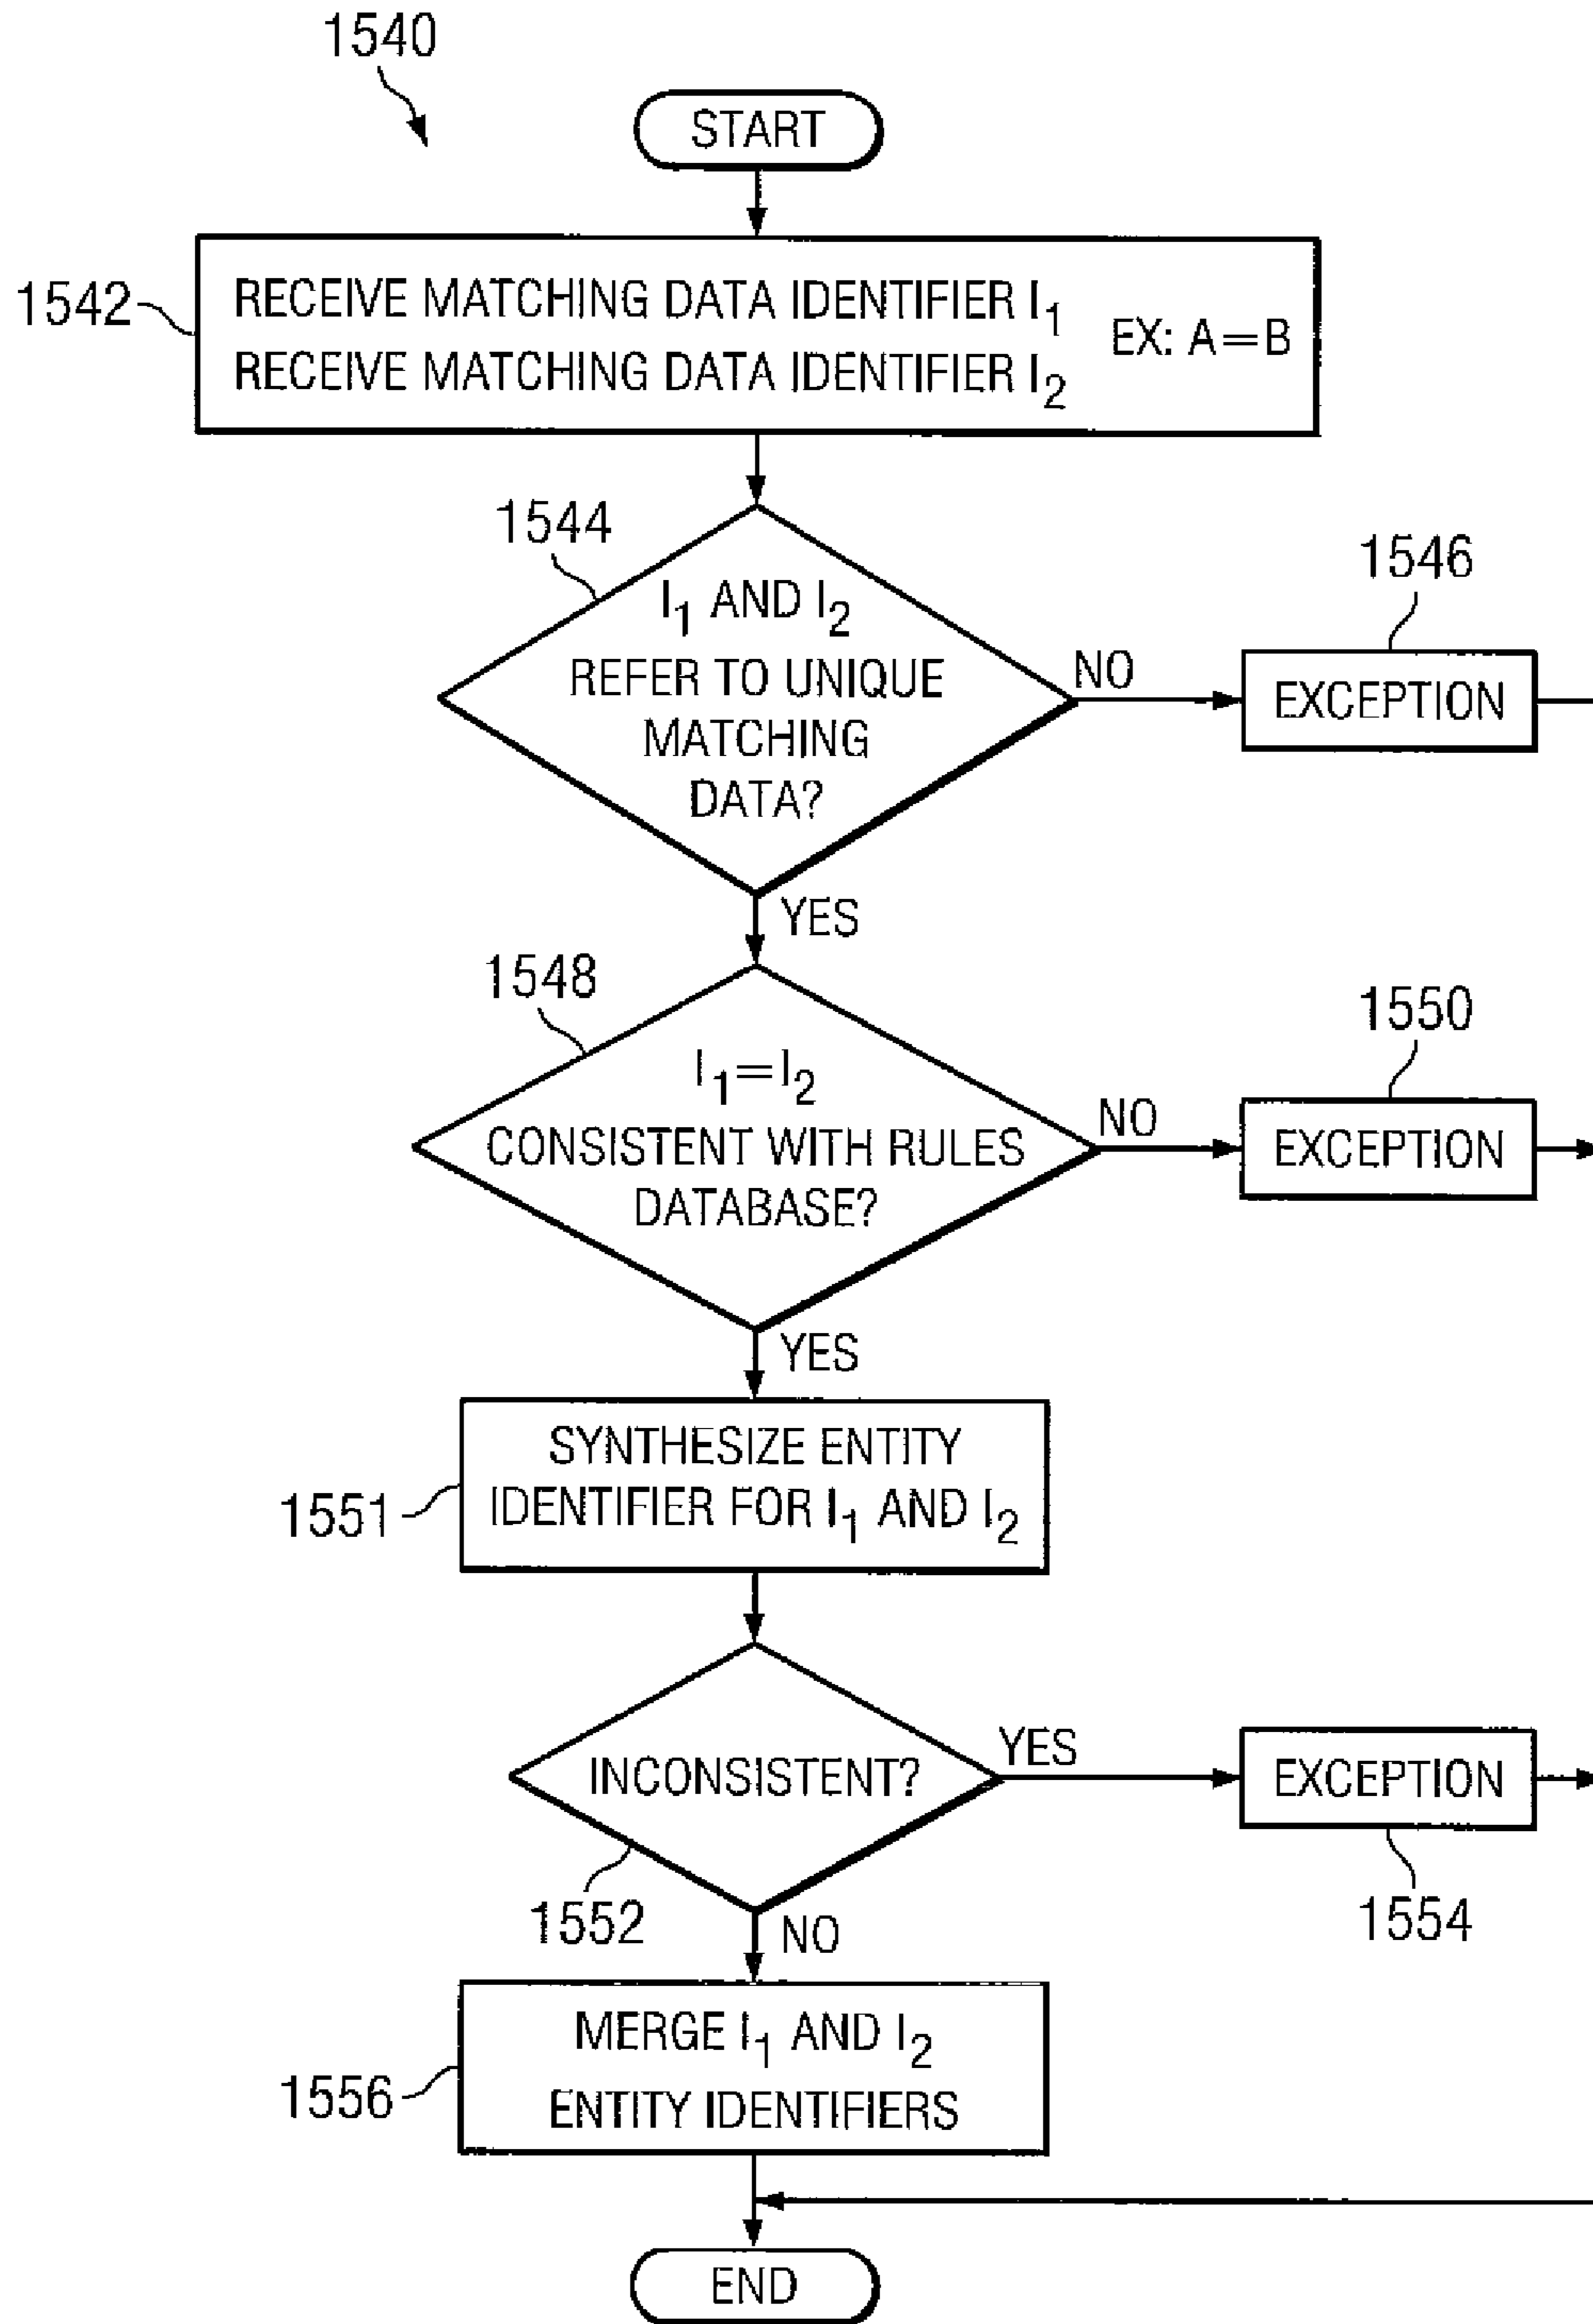 1540
START
1542
RECEIVE MATCHING DATA IDENTIFIER I₁
RECEIVE MATCHING DATA IDENTIFIER I₂
EX: A=B
1544
I₁ AND I₂
REFER TO UNIQUE
MATCHING
DATA?
NO
1546
EXCEPTION
YES
1548
I₁=I₂
CONSISTENT WITH RULES
DATABASE?
NO
1550
EXCEPTION
YES
1551
SYNTHESIZE ENTITY
IDENTIFIER FOR I₁ AND I₂
INCONSISTENT?
YES
EXCEPTION
1552
1554
NO
1556
MERGE I₁ AND I₂
ENTITY IDENTIFIERS
END